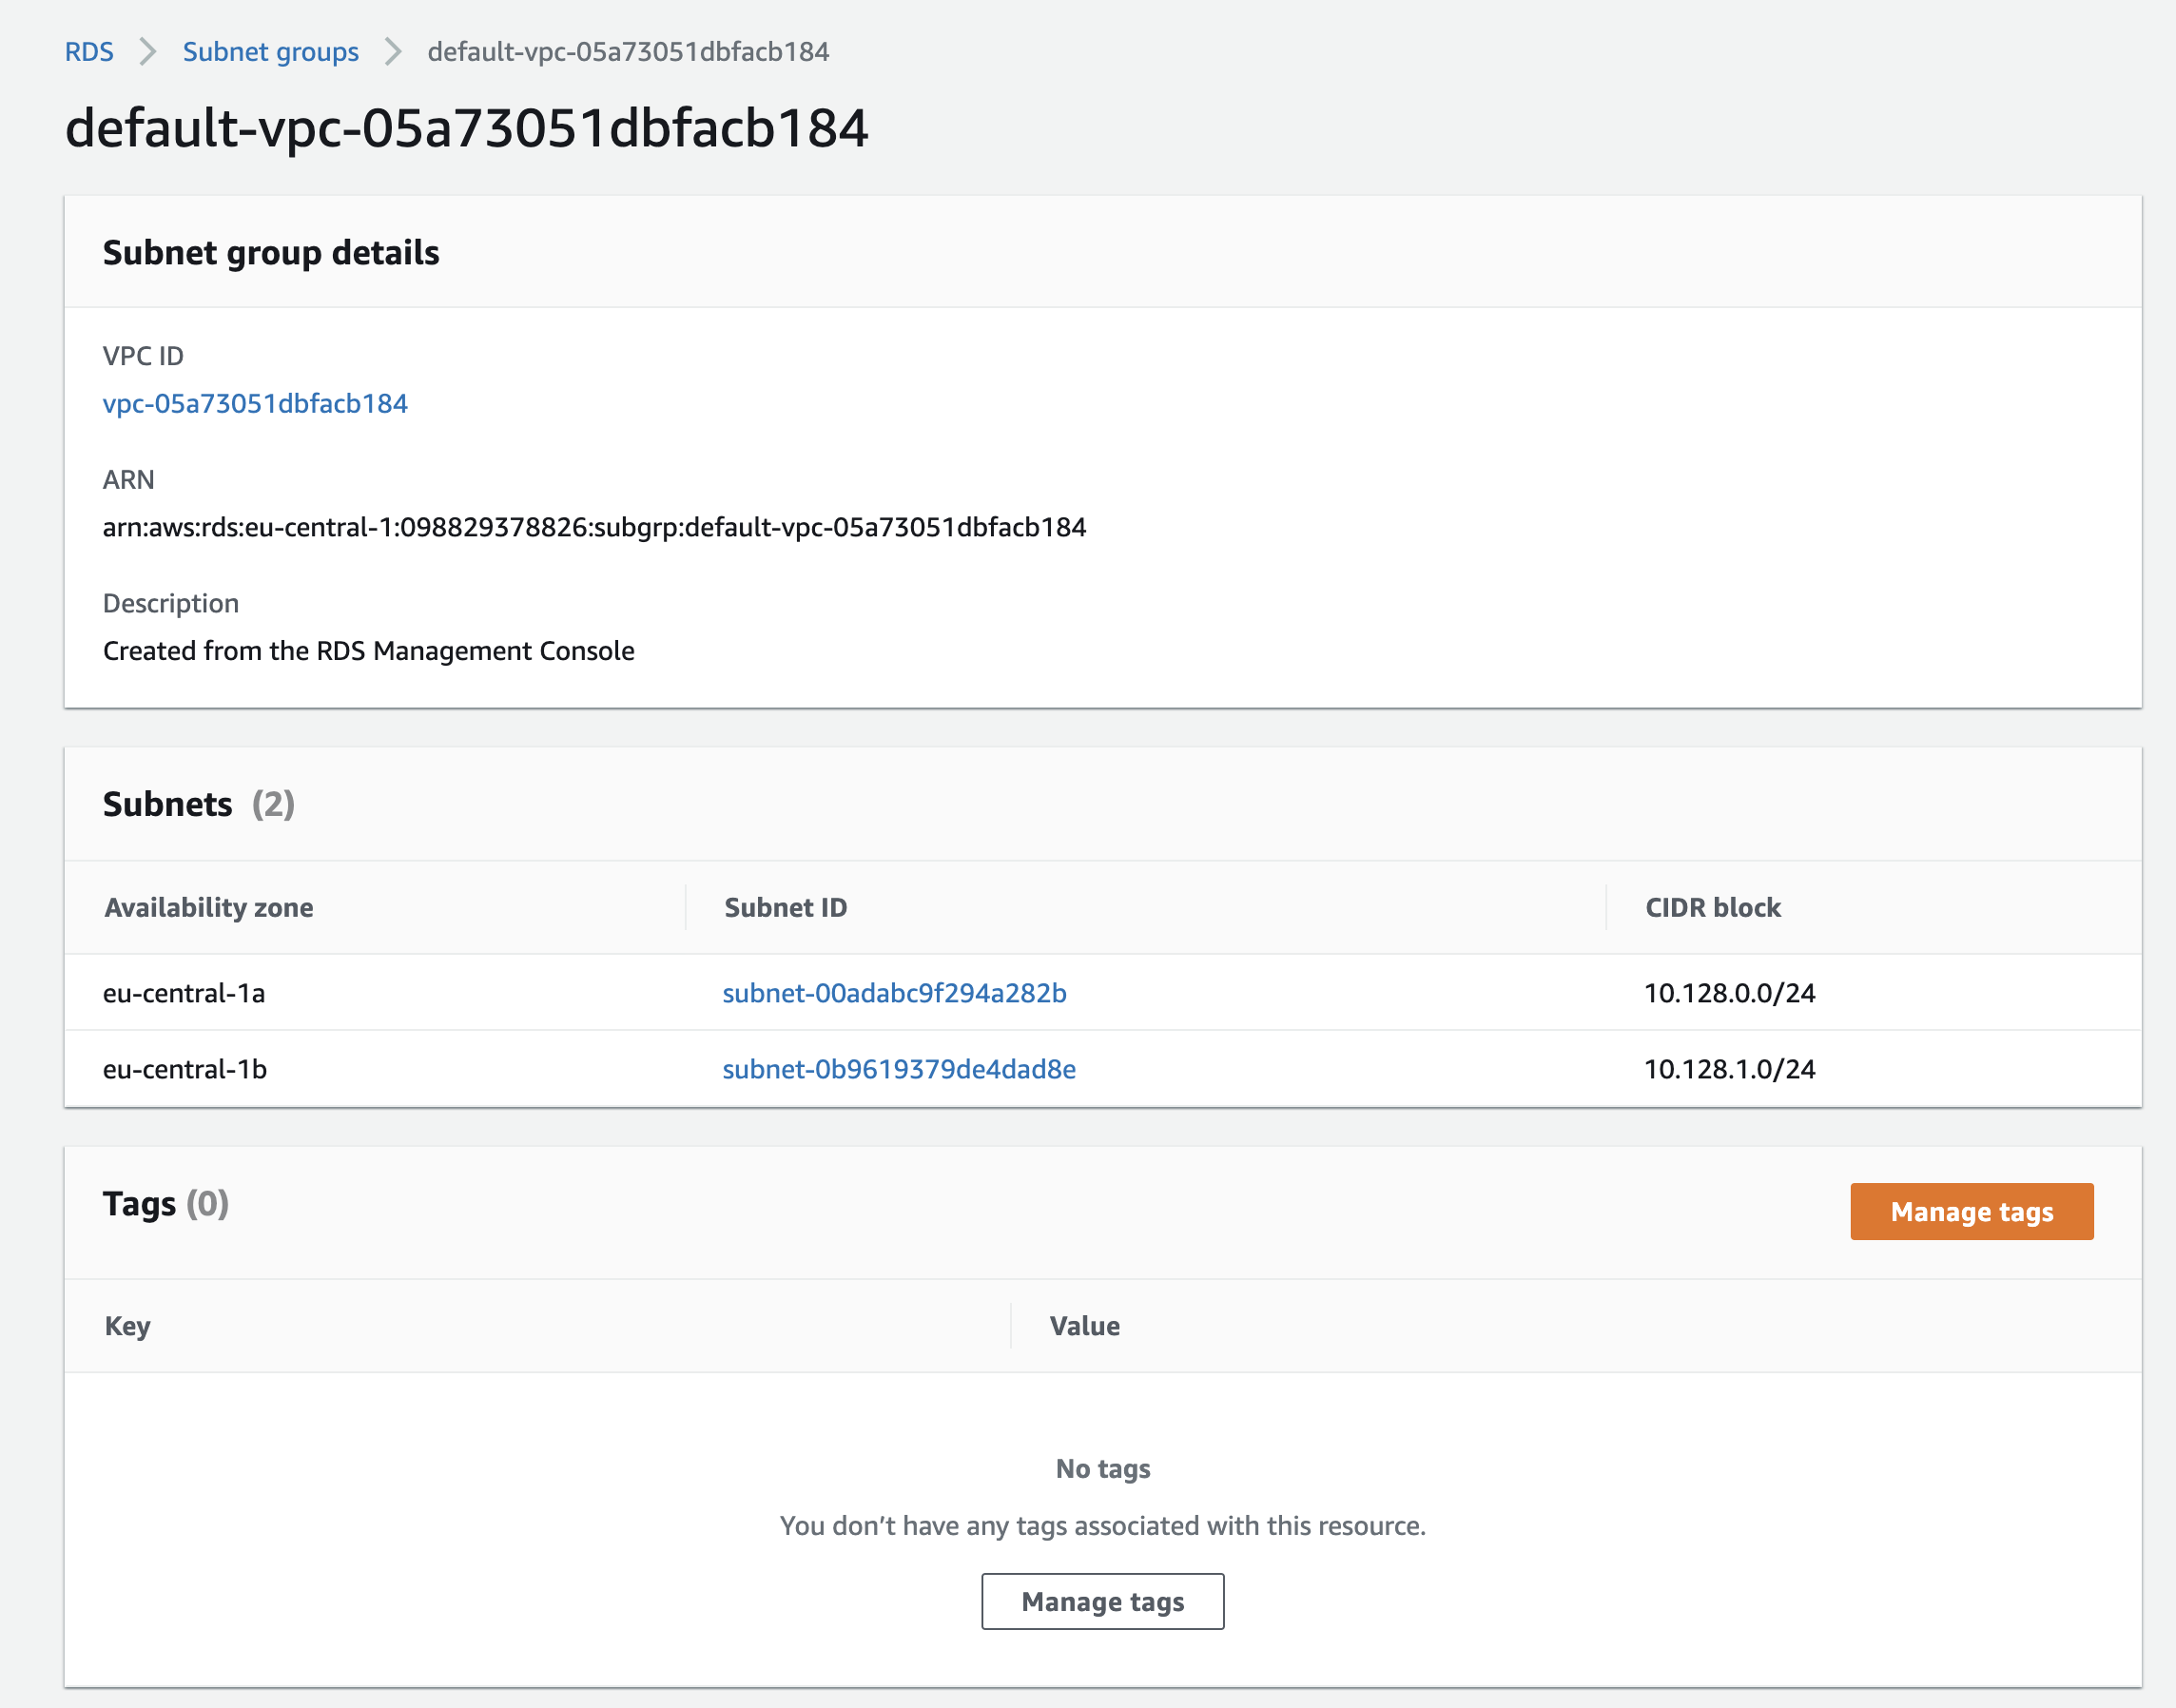 RDS > Subnet groups > default-vpc-05a73051dbfacb184
default-vpc-05a73051dbfacb184
Subnet group details
VPC ID
vpc-05a73051dbfacb184
ARN
arn:aws:rds:eu-central-1:098829378826:subgrp:default-vpc-05a73051dbfacb184
Description
Created from the RDS Management Console
Subnets (2)
Availability zone Subnet ID CIDR block
eu-central-1a subnet-00adabc9f294a282b 10.128.0.0/24
eu-central-1b subnet-0b9619379de4dad8e 10.128.1.0/24
Tags (0) Manage tags
Key Value
No tags
You don't have any tags associated with this resource.
Manage tags